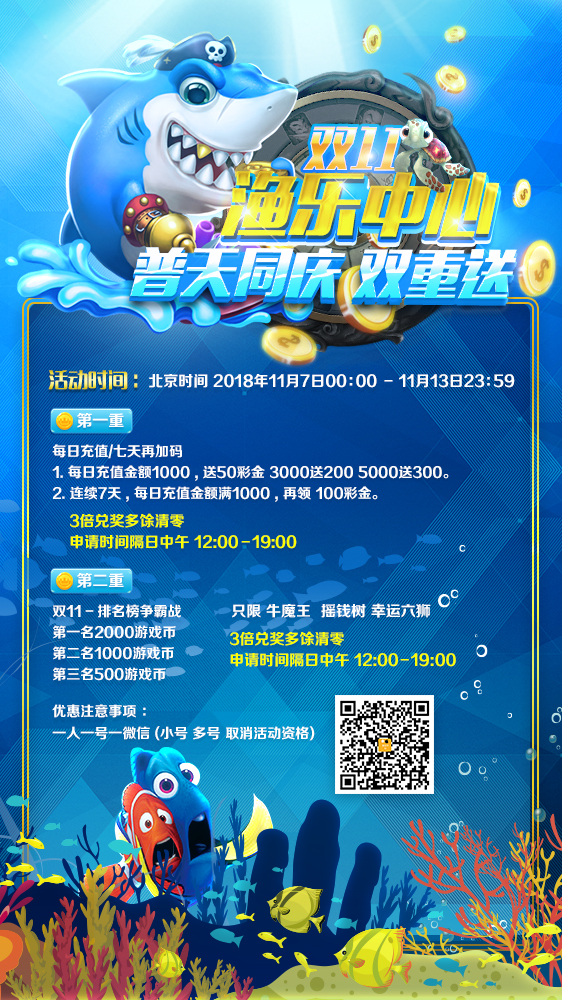 双11
渔乐中心
普天同庆 双重送
活动时间：北京时间 2018年11月7日00:00 - 11月13日23:59
第一重
每日充值/七天再加码
1. 每日充值金额1000，送50彩金 3000送200 5000送300。
2. 连续7天，每日充值金额满1000，再领 100彩金。
3倍兑奖多馀清零
申请时间隔日中午 12:00-19:00
第二重
双11-排名榜争霸战
第一名2000游戏币
第二名1000游戏币
第三名500游戏币
只限 牛魔王 摇钱树 幸运六狮
3倍兑奖多馀清零
申请时间隔日中午 12:00-19:00
优惠注意事项：
一人一号一微信 (小号 多号 取消活动资格)